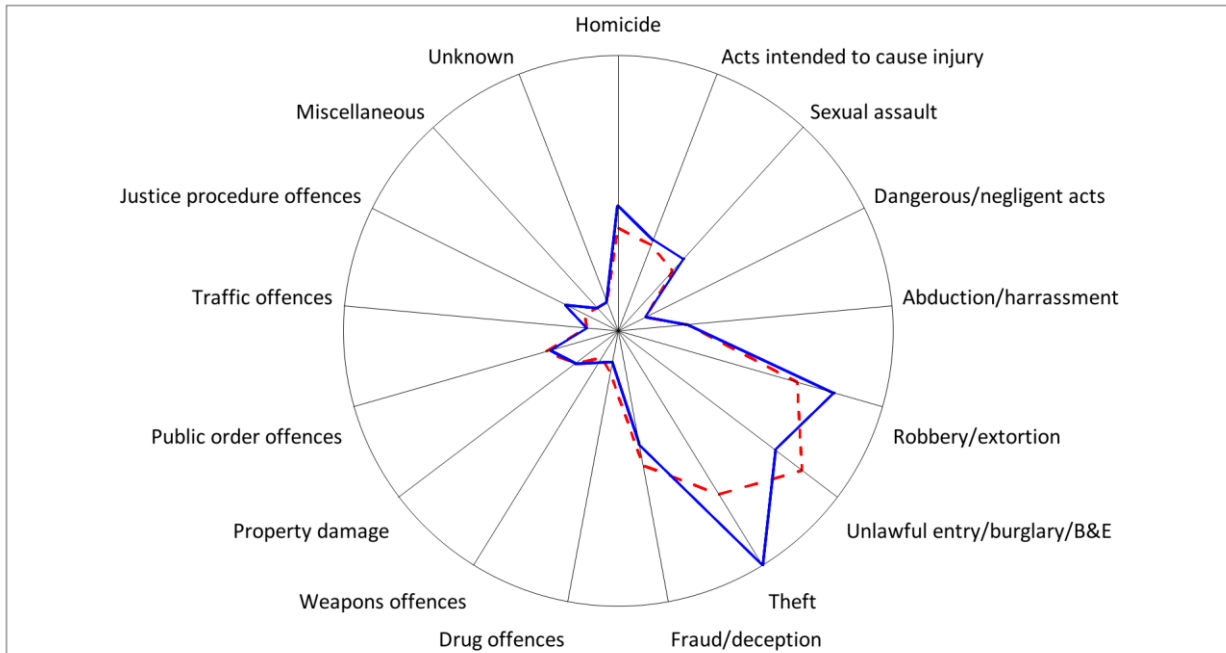 Homicide
Acts intended to cause injury
Sexual assault
Dangerous/negligent acts
Abduction/harrassment
Robbery/extortion
Unlawful entry/burglary/B&E
Theft
Fraud/deception
Drug offences
Weapons offences
Property damage
Public order offences
Traffic offences
Justice procedure offences
Miscellaneous
Unknown